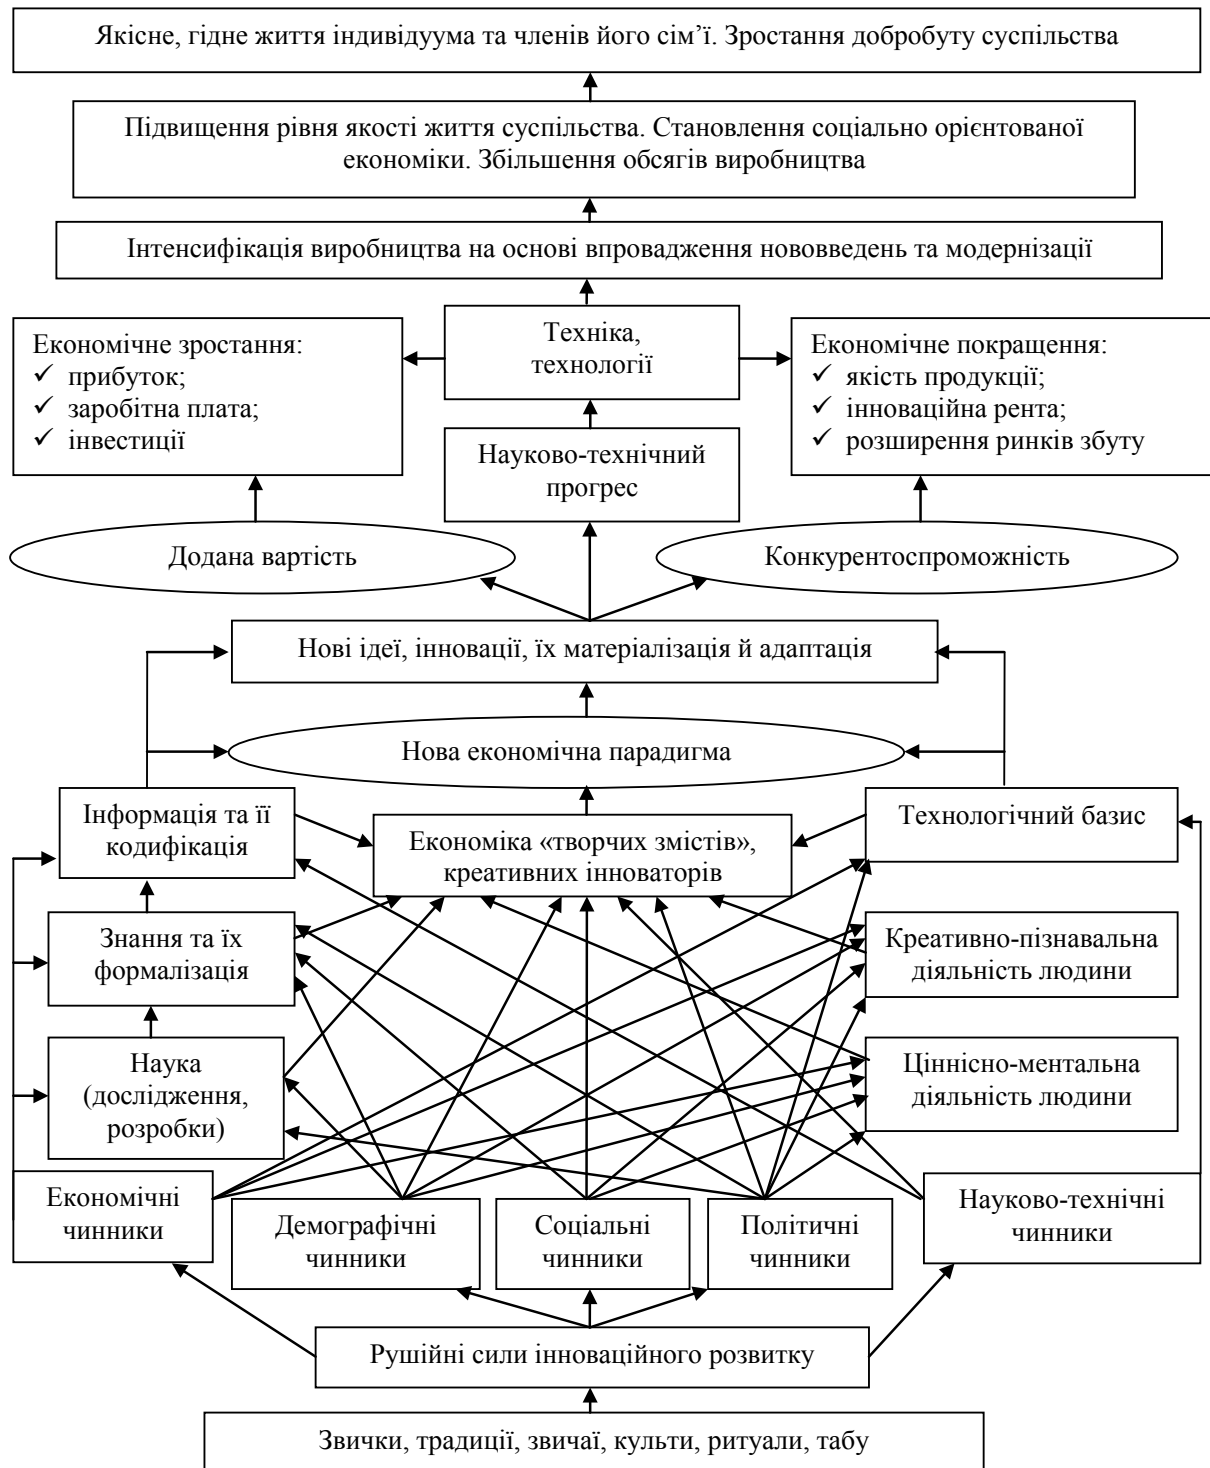 Якісне, гідне життя індивідуума та членів його сім’ї. Зростання добробуту суспільства
Підвищення рівня якості життя суспільства. Становлення соціально орієнтованої
економіки. Збільшення обсягів виробництва
Інтенсифікація виробництва на основі впровадження нововведень та модернізації
Економічне зростання:
✓ прибуток;
✓ заробітна плата;
✓ інвестиції
Техніка,
технології
Економічне покращення:
✓ якість продукції;
✓ інноваційна рента;
✓ розширення ринків збуту
Науково-технічний
прогрес
Додана вартість
Конкурентоспроможність
Нові ідеї, інновації, їх матеріалізація й адаптація
Нова економічна парадигма
Інформація та її
кодифікація
Економіка «творчих змістів»,
креативних інноваторів
Технологічний базис
Знання та їх
формалізація
Креативно-пізнавальна
діяльність людини
Наука
(дослідження,
розробки)
Ціннісно-ментальна
діяльність людини
Економічні
чинники
Демографічні
чинники
Соціальні
чинники
Політичні
чинники
Науково-технічні
чинники
Рушійні сили інноваційного розвитку
Звички, традиції, звичаї, культи, ритуали, табу